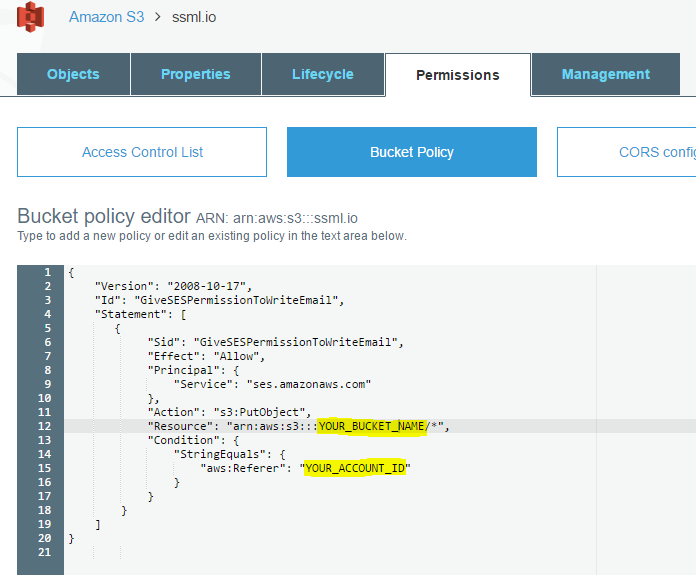 Amazon S3 > ssml.io
Objects Properties Lifecycle Permissions Management
Access Control List Bucket Policy CORS config
Bucket policy editor ARN: arn:aws:s3:::ssml.io
Type to add a new policy or edit an existing policy in the text area below.
1 {
2 "Version": "2008-10-17",
3 "Id": "GiveSESPermissionToWriteEmail",
4 "Statement": [
5 {
6 "Sid": "GiveSESPermissionToWriteEmail",
7 "Effect": "Allow",
8 "Principal": {
9 "Service": "ses.amazonaws.com"
10 },
11 "Action": "s3:PutObject",
12 "Resource": "arn:aws:s3:::YOUR_BUCKET_NAME/*",
13 "Condition": {
14 "StringEquals": {
15 "aws:Referer": "YOUR_ACCOUNT_ID"
16 }
17 }
18 }
19 ]
20 }
21